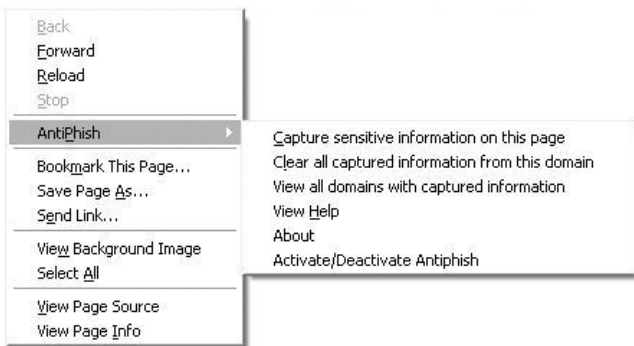 Back
Forward
Reload
Stop
AntiPhish
Bookmark This Page...
Save Page As...
Send Link...
View Background Image
Select All
View Page Source
View Page Info
Capture sensitive information on this page
Clear all captured information from this domain
View all domains with captured information
View Help
About
Activate/Deactivate Antiphish